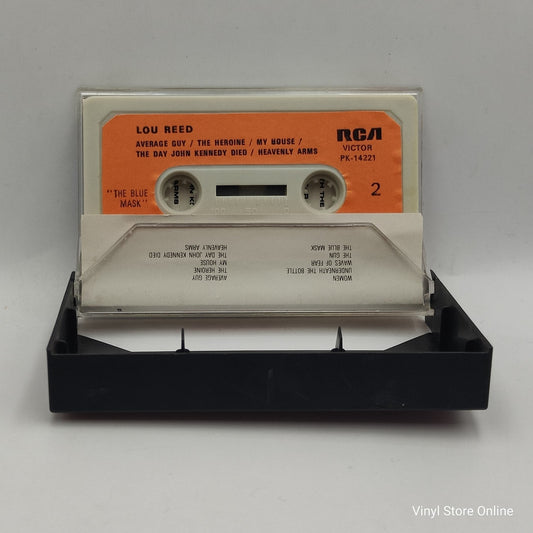 LOU REED
RCA
VICTOR
PK-14221
AVERAGE GUY / THE HEROINE / MY UOUSE /
THE DAY JOHN KENNEDY DIED / HEAVENLY ARMS
"THE BLUE
MASK"
2
WOMEN
UNDERNEATH THE BOTTLE
WAVES OF FEAR
THE GUN
THE BLUE MASK
AVERAGE GUY
THE HEROINE
MY HOUSE
THE DAY JOHN KENNEDY DIED
HEAVENLY ARMS
Vinyl Store Online